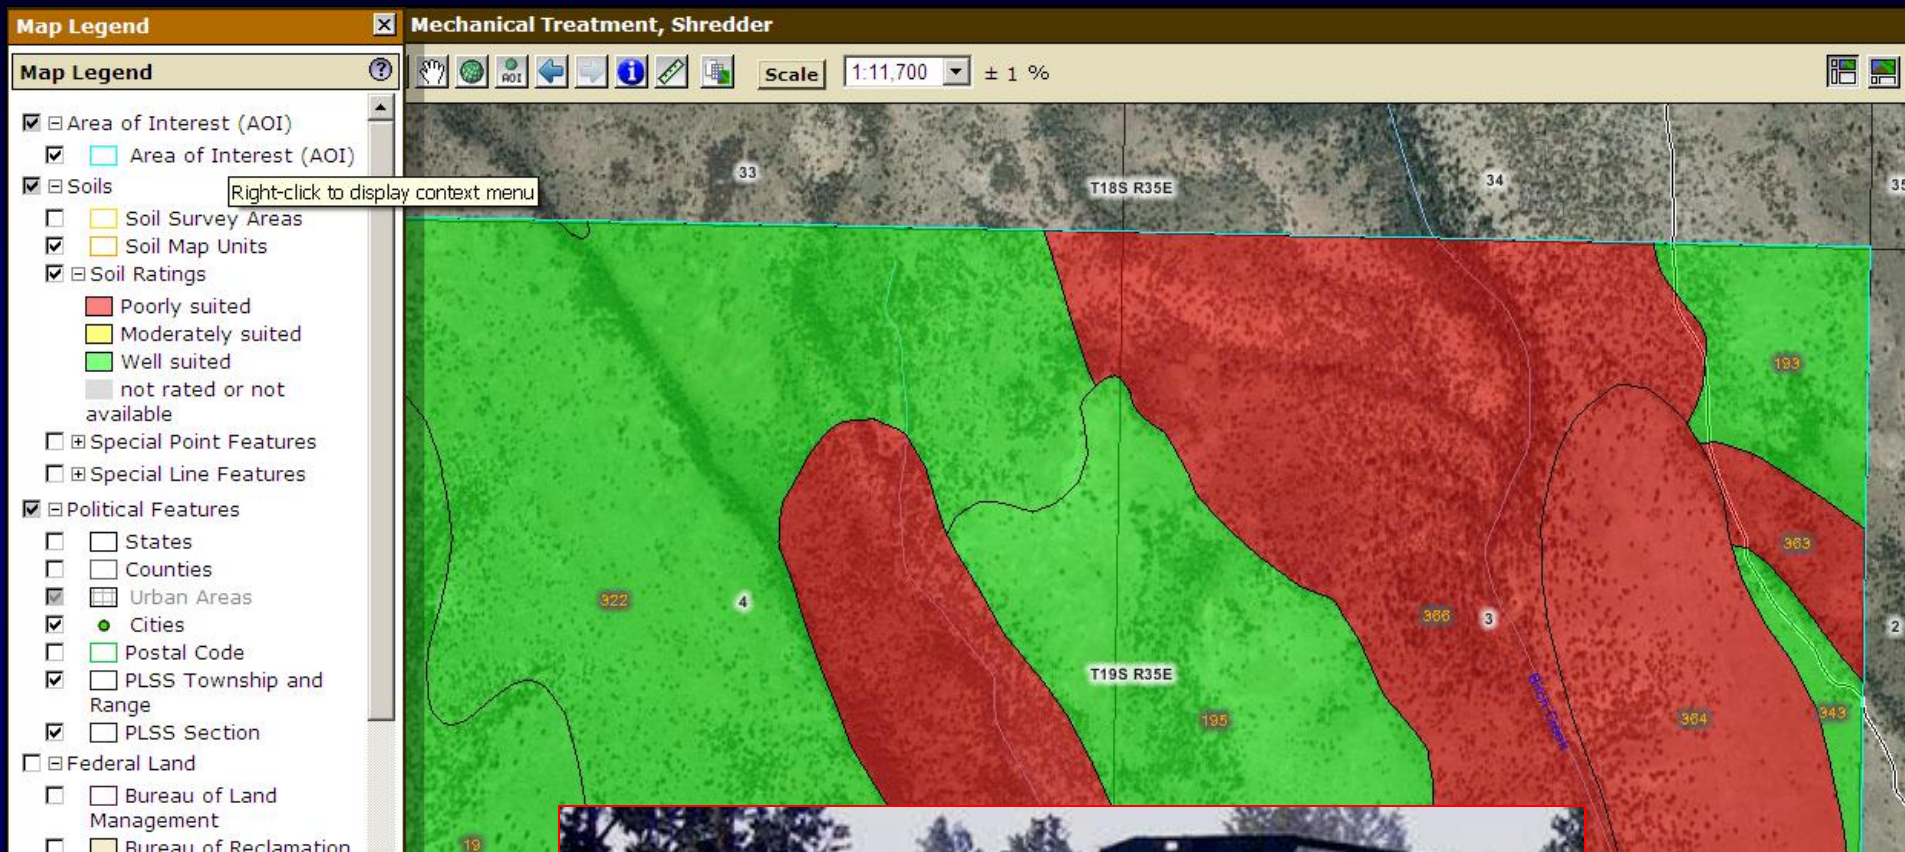 Map Legend
Mechanical Treatment, Shredder
Map Legend
AOI
Scale
1:11,700
± 1 %
Area of Interest (AOI)
Area of Interest (AOI)
Soils
Right-click to display context menu
Soil Survey Areas
Soil Map Units
Soil Ratings
Poorly suited
Moderately suited
Well suited
not rated or not
available
Special Point Features
Special Line Features
Political Features
States
Counties
Urban Areas
Cities
Postal Code
PLSS Township and
Range
PLSS Section
Federal Land
Bureau of Land
Management
Bureau of Reclamation
33
T18S R35E
34
35
193
363
322
4
366
3
2
T19S R35E
195
Birch Creek
364
343
19